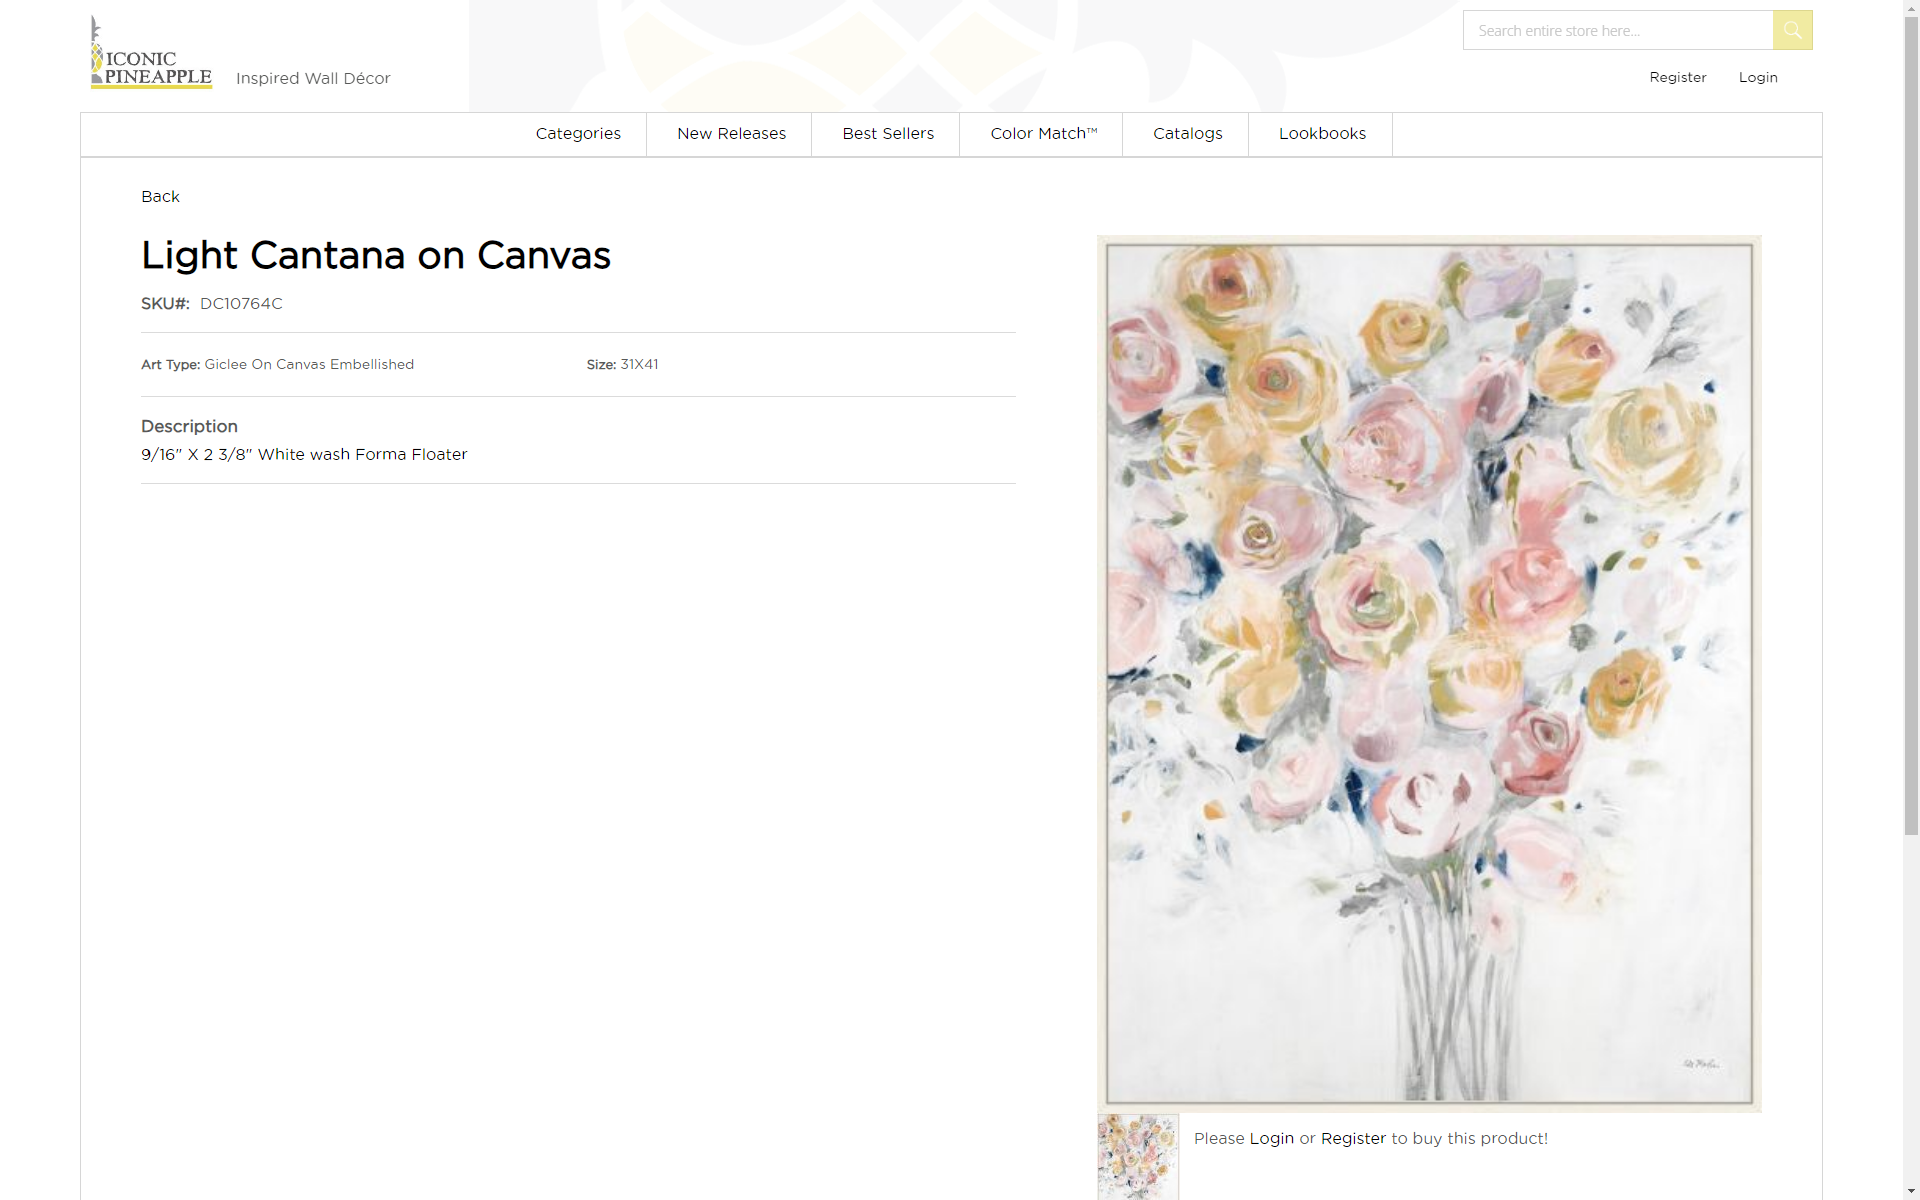 ICONIC
PINEAPPLE
Inspired Wall Décor
Search entire store here...
Register
Login
Categories
New Releases
Best Sellers
Color Match™
Catalogs
Lookbooks
Back
Light Cantana on Canvas
SKU#: DC10764C
Art Type: Giclee On Canvas Embellished
Size: 31X41
Description
9/16" X 2 3/8" White wash Forma Floater
Please Login or Register to buy this product!